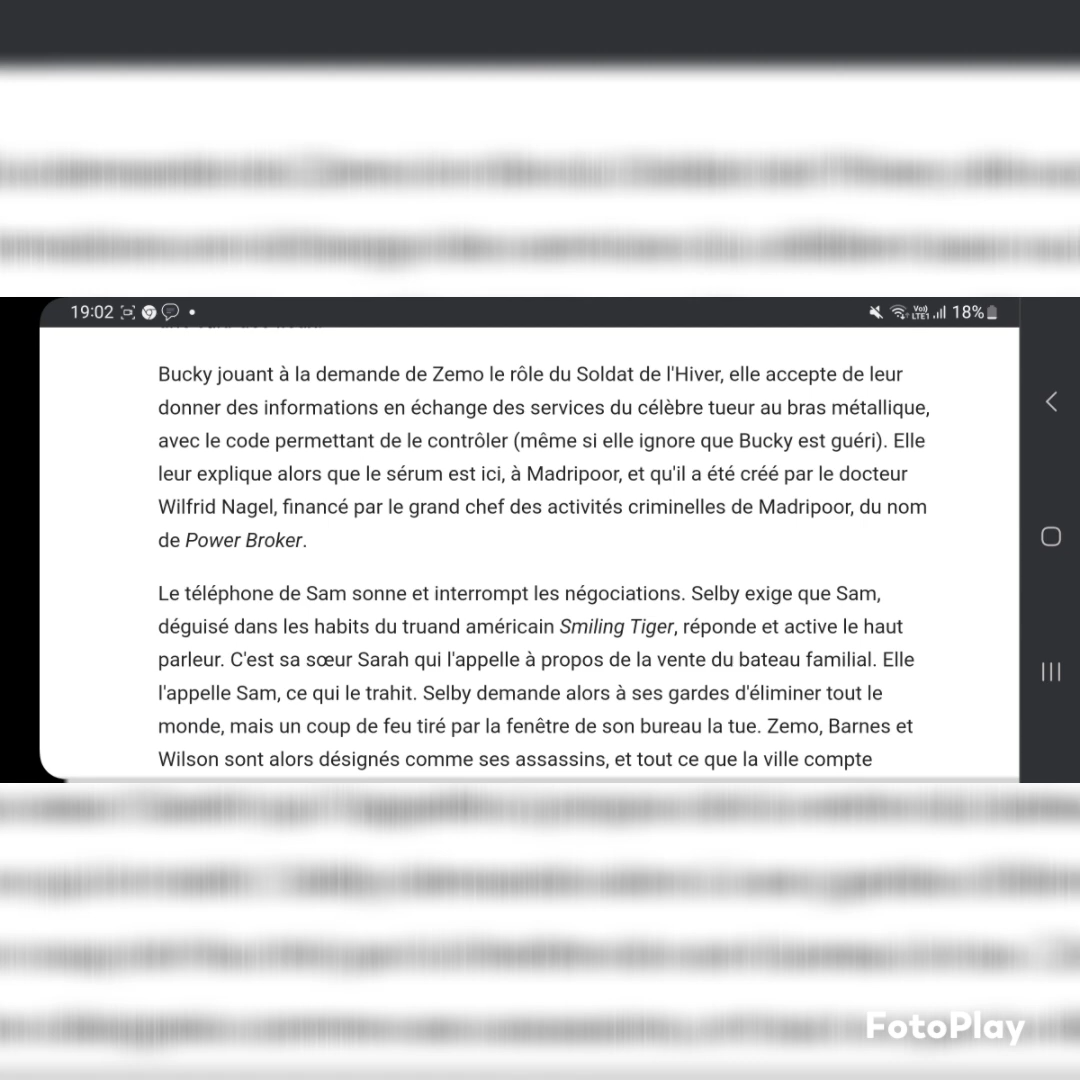 19:02
Vo)) LTE1 18%
Bucky jouant à la demande de Zemo le rôle du Soldat de l'Hiver, elle accepte de leur
donner des informations en échange des services du célèbre tueur au bras métallique,
avec le code permettant de le contrôler (même si elle ignore que Bucky est guéri). Elle
leur explique alors que le sérum est ici, à Madripoor, et qu'il a été créé par le docteur
Wilfrid Nagel, financé par le grand chef des activités criminelles de Madripoor, du nom
de Power Broker.
Le téléphone de Sam sonne et interrompt les négociations. Selby exige que Sam,
déguisé dans les habits du truand américain Smiling Tiger, réponde et active le haut
parleur. C'est sa sœur Sarah qui l'appelle à propos de la vente du bateau familial. Elle
l'appelle Sam, ce qui le trahit. Selby demande alors à ses gardes d'éliminer tout le
monde, mais un coup de feu tiré par la fenêtre de son bureau la tue. Zemo, Barnes et
Wilson sont alors désignés comme ses assassins, et tout ce que la ville compte
FotoPlay